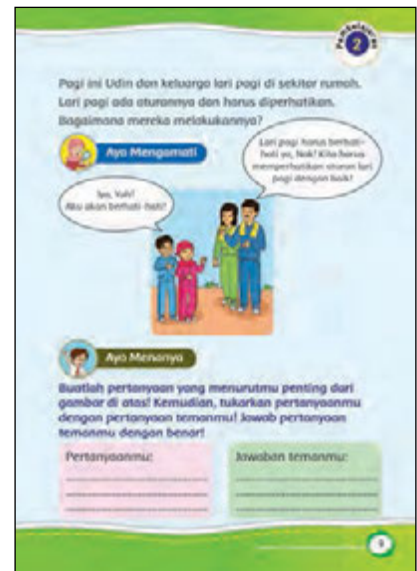 Pembelajaran
2
Pagi ini Udin dan keluarga lari pagi di sekitar rumah.
Lari pagi ada aturannya dan harus diperhatikan.
Bagaimana mereka melakukannya?
Ayo Mengamati
Lari pagi harus berhati-
hati ya, Nak! Kita harus
memperhatikan aturan lari
pagi dengan baik!
Iya, Yah!
Aku akan berhati-hati!
Ayo Menanya
Buatlah pertanyaan yang menurutmu penting dari
gambar di atas! Kemudian, tukarkan pertanyaanmu
dengan pertanyaan temanmu! Jawab pertanyaan
temanmu dengan benar!
Pertanyaanmu:
Jawaban temanmu: